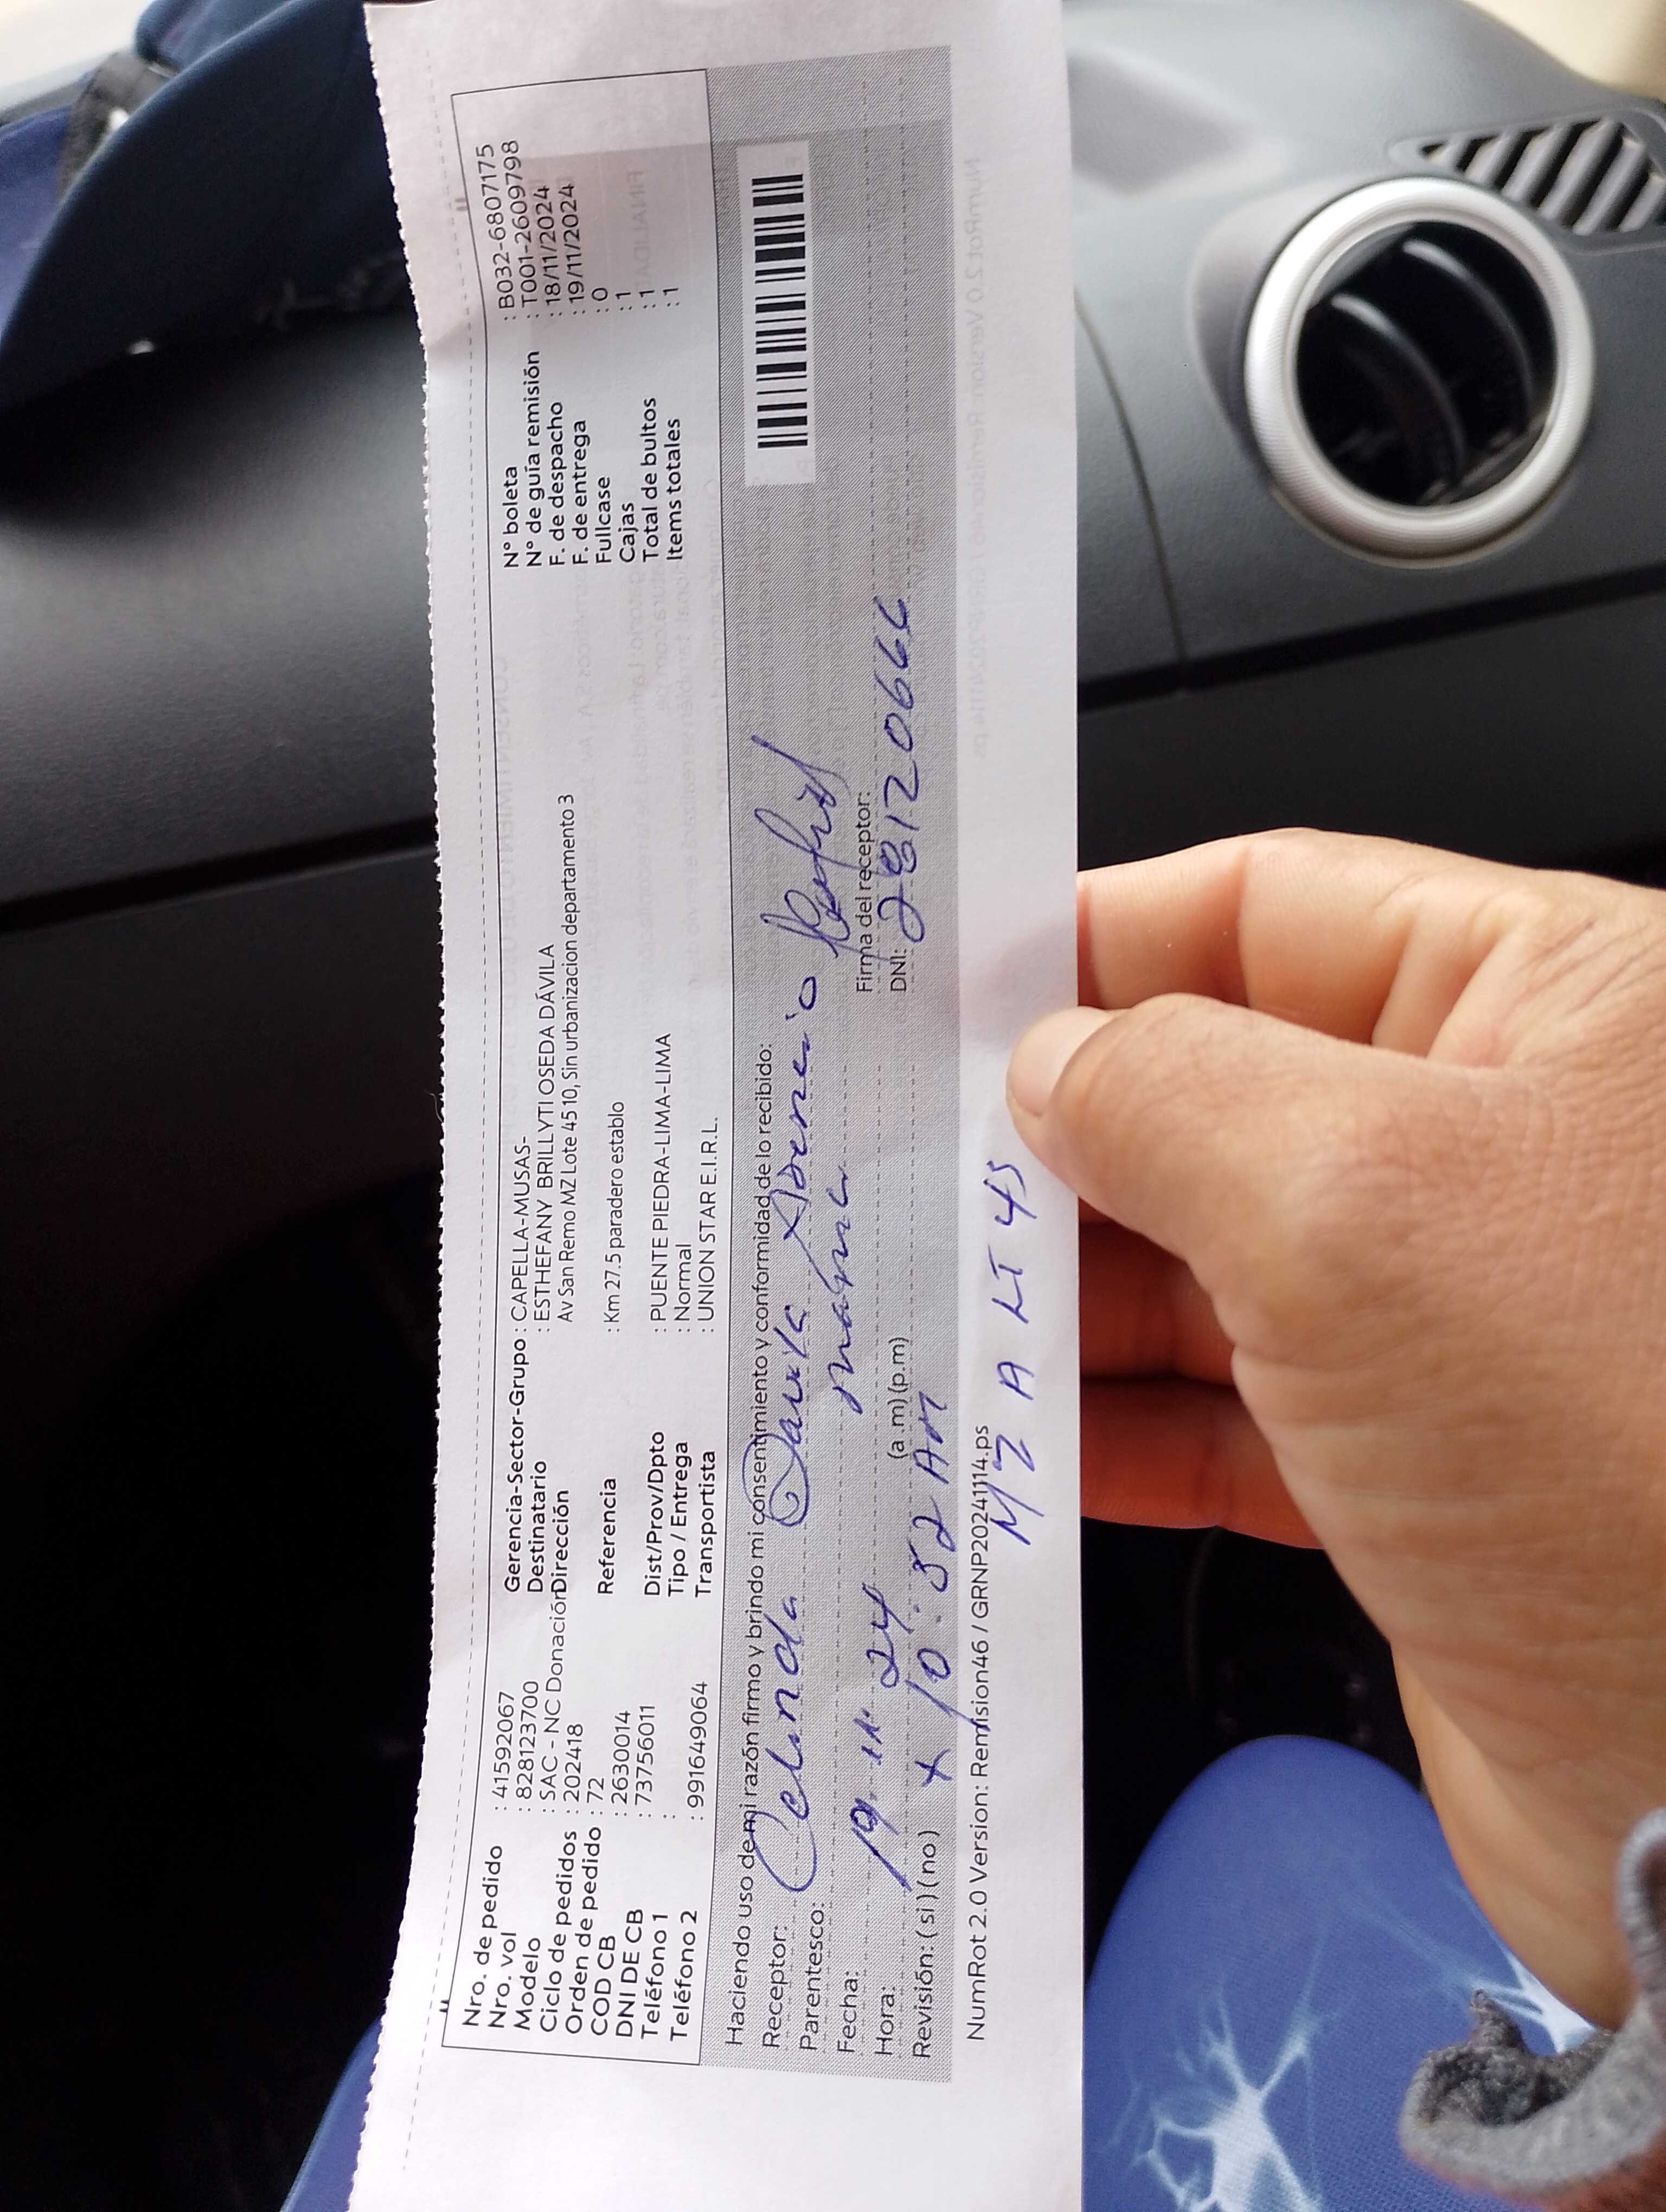 Nro. de pedido : 41592067
Nro. vol : 828123700
Modelo : SAC - NC Donación
Ciclo de pedidos : 202418
Orden de pedido : 72
COD CB : 2630014
DNI DE CB : 73756011
Teléfono 1 :
Teléfono 2 : 991649064
Gerencia-Sector-Grupo : CAPELLA-MUSAS-
Destinatario : ESTHEFANY BRILLYTI OSEDA DÁVILA
Dirección Av San Remo MZ Lote 45 10, Sin urbanizacion departamento 3
Referencia : Km 27.5 paradero establo
Dist/Prov/Dpto : PUENTE PIEDRA-LIMA-LIMA
Tipo / Entrega : Normal
Transportista : UNION STAR E.I.R.L.
N° boleta : B032-6807175
N° de guía remisión : T001-2609798
F. de despacho : 18/11/2024
F. de entrega : 19/11/2024
Fullcase : 0
Cajas : 1
Total de bultos : 1
Items totales : 1
Haciendo uso de mi razón firmo y brindo mi consentimiento y conformidad de lo recibido:
Receptor: Celinda
Parentesco:
Fecha: 19 11 24
Firma del receptor:
Hora: 10:52 AM (a.m) (p.m)
DNI: 28120666
Revisión: ( si ) ( no ) x
NumRot 2.0 Version: Remision46 / GRNP20241114.ps
MZ A LT 45